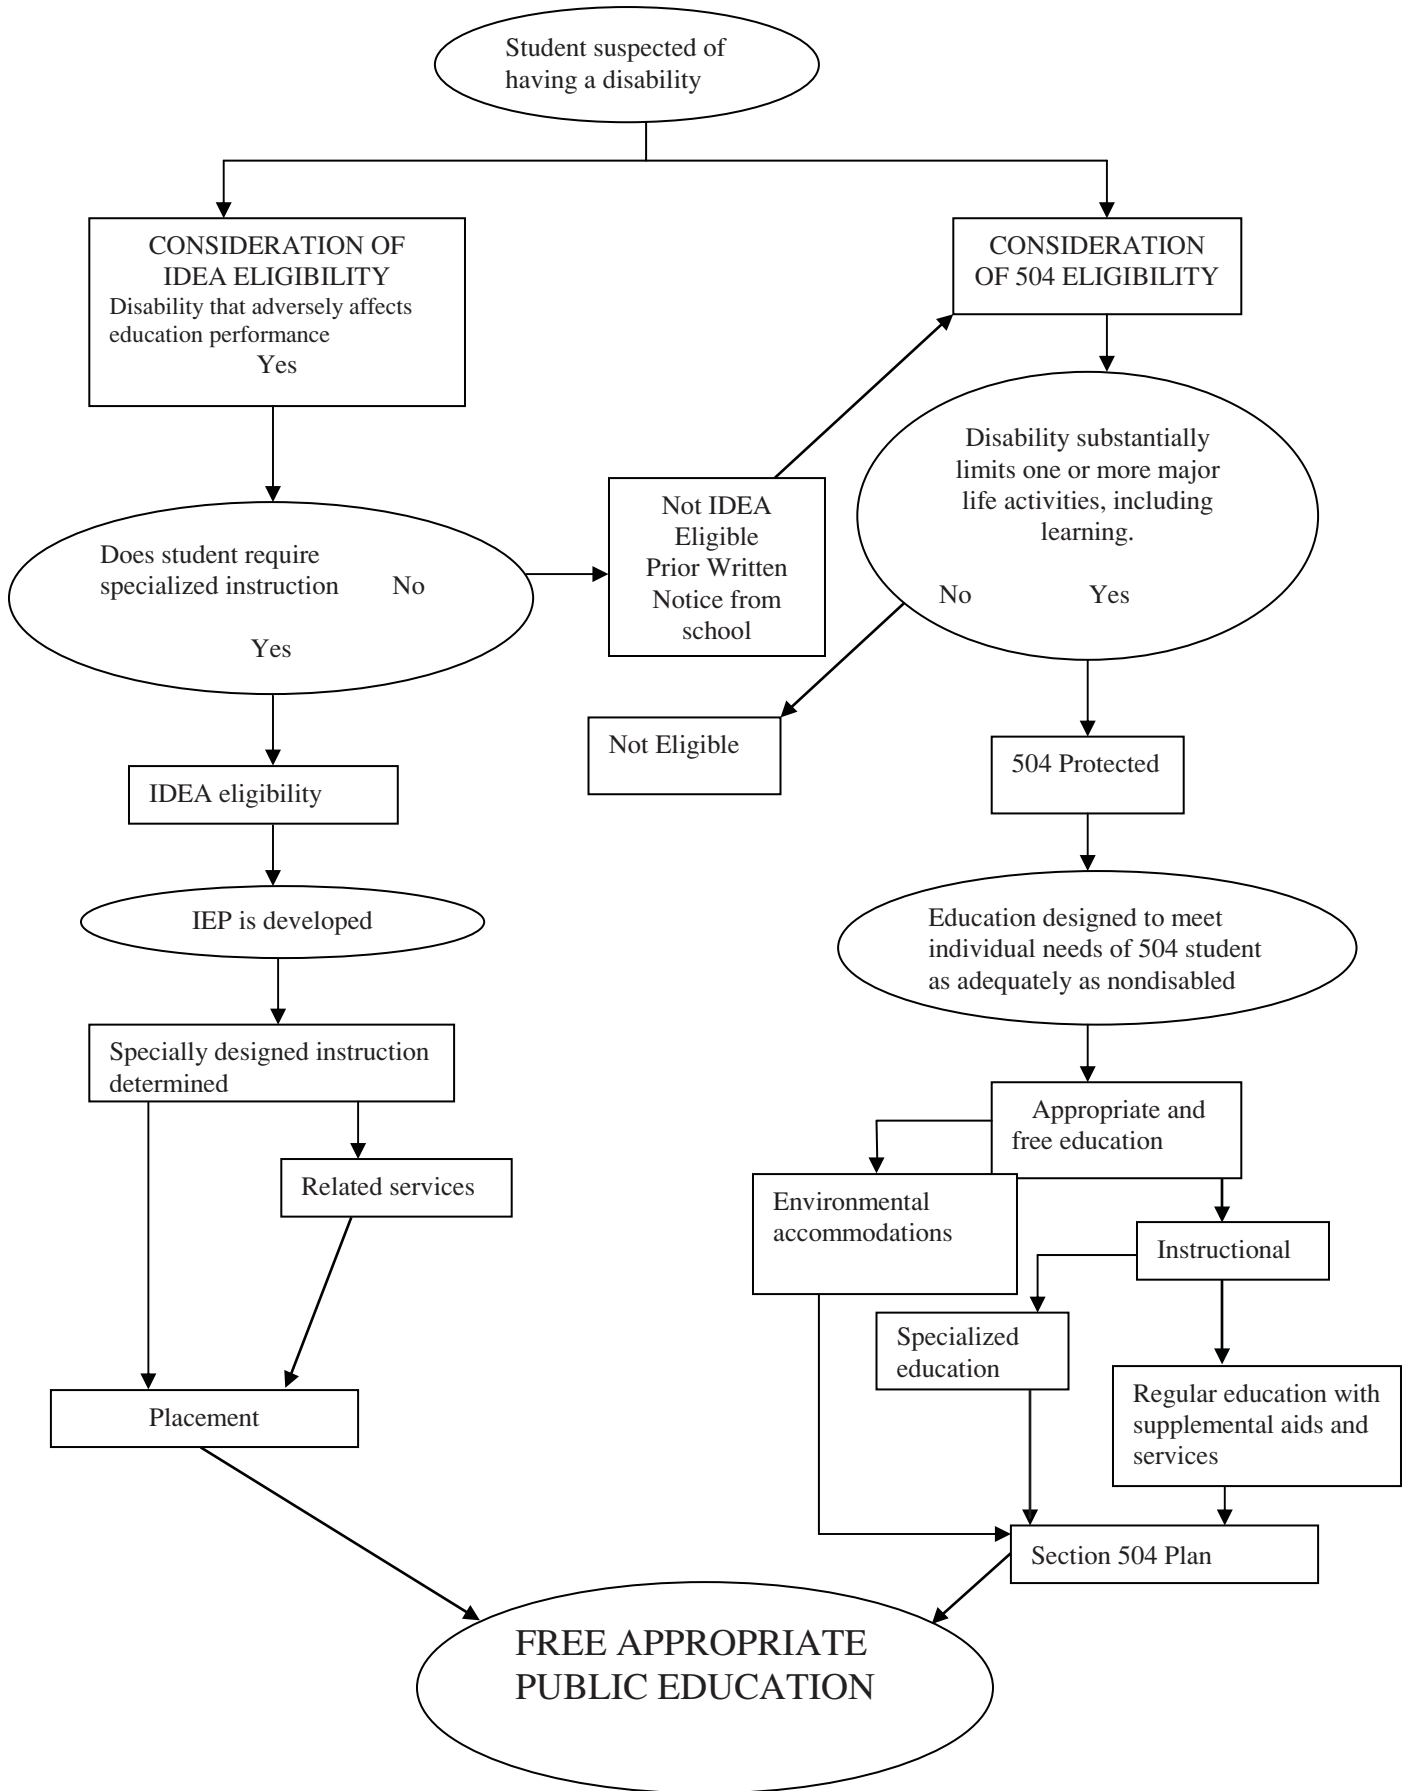 Student suspected of
having a disability
CONSIDERATION OF
IDEA ELIGIBILITY
Disability that adversely affects
education performance
Yes
CONSIDERATION
OF 504 ELIGIBILITY
Does student require
specialized instruction No
Yes
Not IDEA
Eligible
Prior Written
Notice from
school
Disability substantially
limits one or more major
life activities, including
learning.
No Yes
Not Eligible
504 Protected
IDEA eligibility
IEP is developed
Education designed to meet
individual needs of 504 student
as adequately as nondisabled
Specially designed instruction
determined
Related services
Appropriate and
free education
Environmental
accommodations
Instructional
Specialized
education
Regular education with
supplemental aids and
services
Placement
Section 504 Plan
FREE APPROPRIATE
PUBLIC EDUCATION